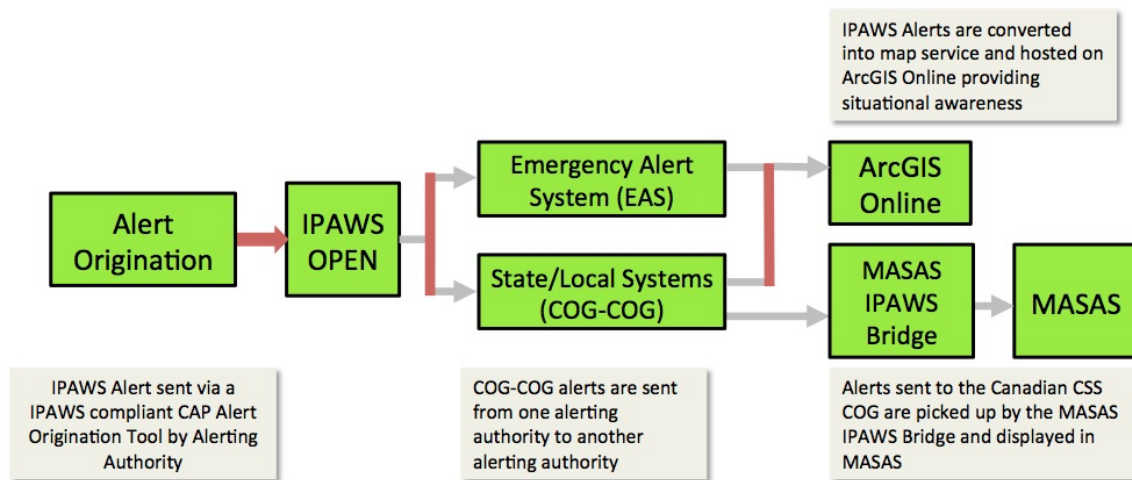 IPAWS Alerts are converted
into map service and hosted on
ArcGIS Online providing
situational awareness
Emergency Alert
System (EAS)
ArcGIS
Online
Alert
Origination
IPAWS
OPEN
State/Local Systems
(COG-COG)
MASAS
IPAWS
Bridge
MASAS
IPAWS Alert sent via a
IPAWS compliant CAP Alert
Origination Tool by Alerting
Authority
COG-COG alerts are sent
from one alerting
authority to another
alerting authority
Alerts sent to the Canadian CSS
COG are picked up by the MASAS
IPAWS Bridge and displayed in
MASAS